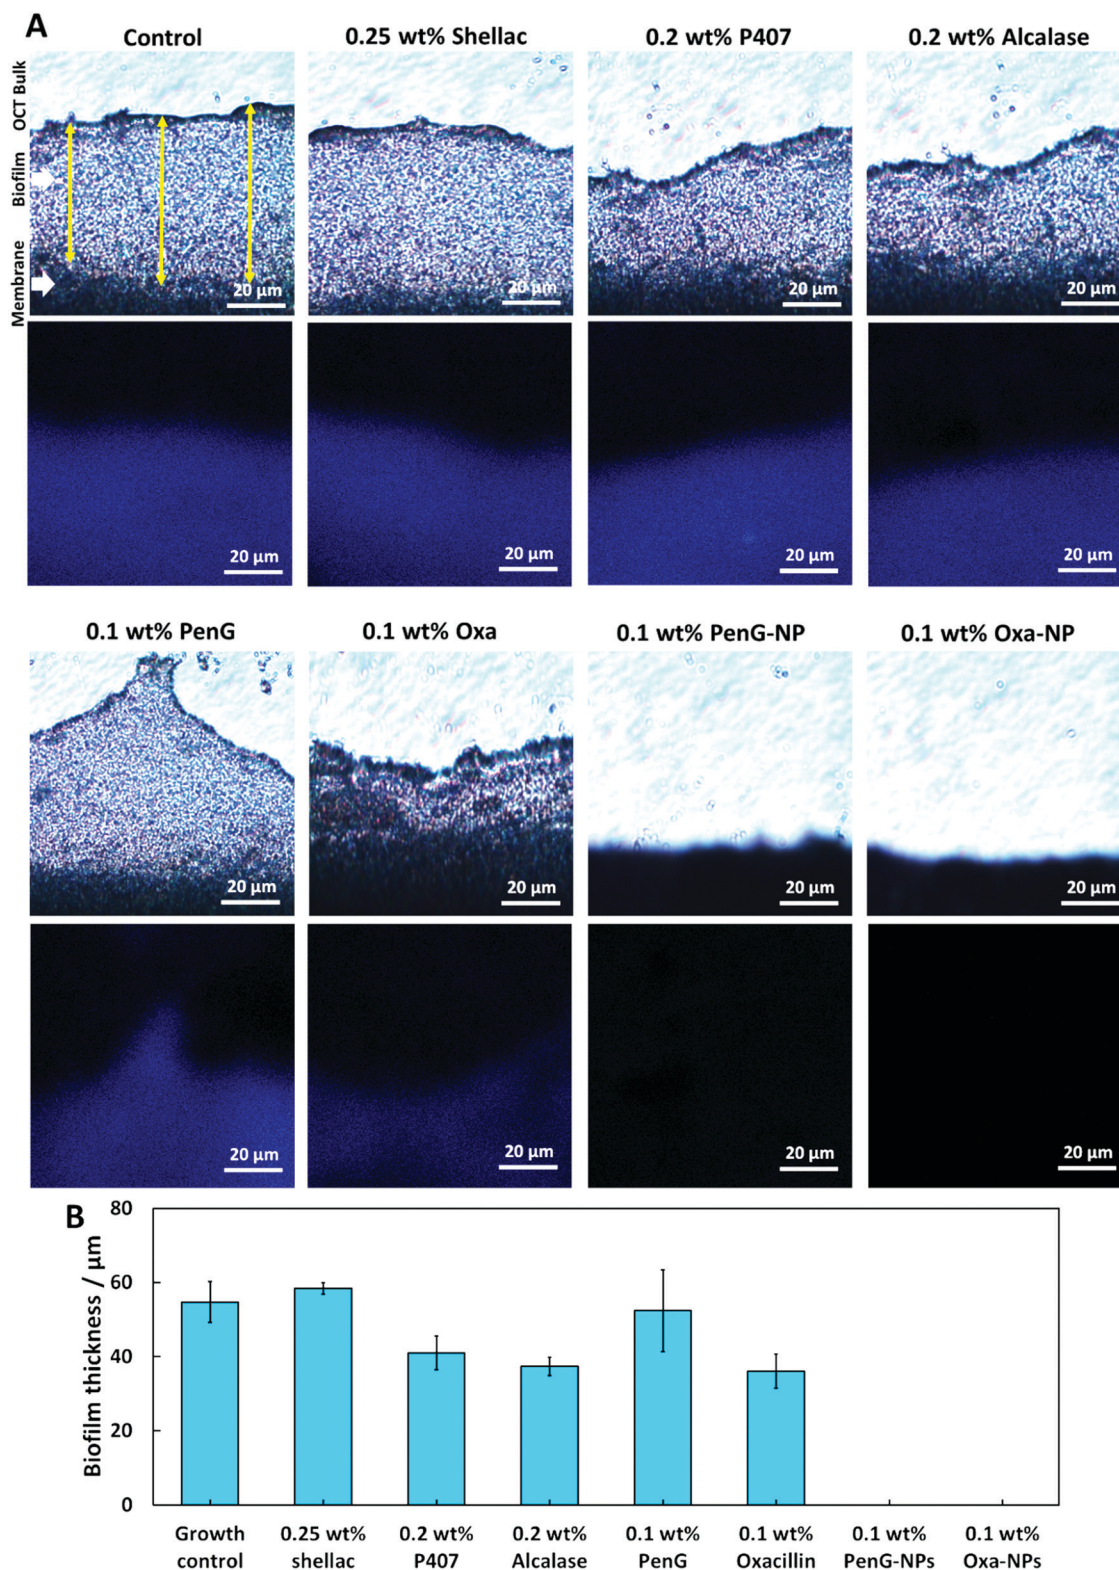 A
Control
0.25 wt% Shellac
0.2 wt% P407
0.2 wt% Alcalase
OCT Bulk
Biofilm
Membrane
20 µm
20 µm
20 µm
20 µm
20 µm
20 µm
20 µm
20 µm
0.1 wt% PenG
0.1 wt% Oxa
0.1 wt% PenG-NP
0.1 wt% Oxa-NP
20 µm
20 µm
20 µm
20 µm
20 µm
20 µm
20 µm
20 µm
B
Biofilm thickness / µm
80
60
40
20
0
Growth
control
0.25 wt%
shellac
0.2 wt%
P407
0.2 wt%
Alcalase
0.1 wt%
PenG
0.1 wt%
Oxacillin
0.1 wt%
PenG-NPs
0.1 wt%
Oxa-NPs